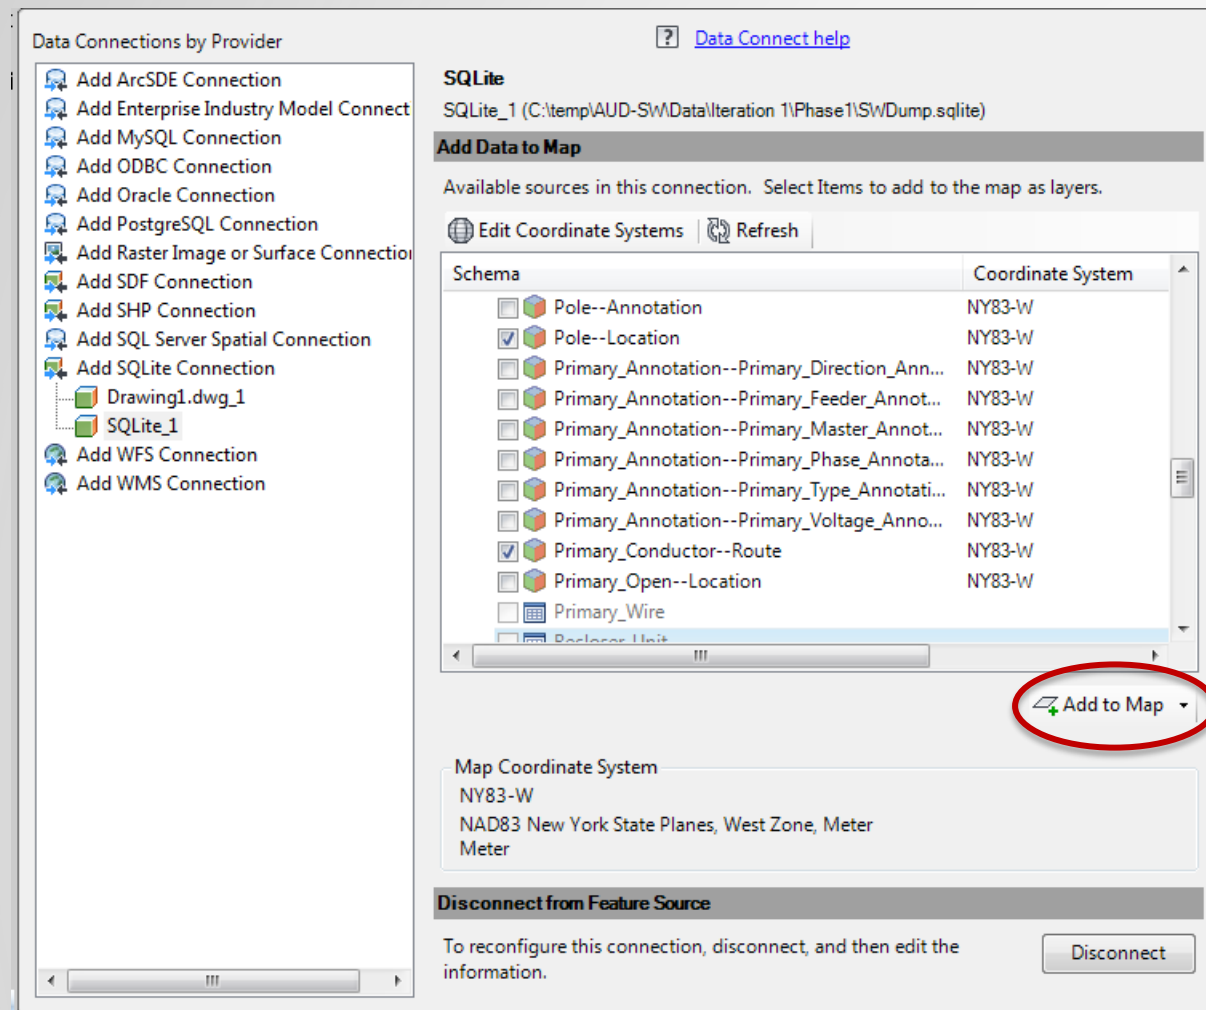 Data Connections by Provider
? Data Connect help
Add ArcSDE Connection
Add Enterprise Industry Model Connect
Add MySQL Connection
Add ODBC Connection
Add Oracle Connection
Add PostgreSQL Connection
Add Raster Image or Surface Connection
Add SDF Connection
Add SHP Connection
Add SQL Server Spatial Connection
Add SQLite Connection
Drawing1.dwg_1
SQLite_1
Add WFS Connection
Add WMS Connection
SQLite
SQLite_1 (C:\temp\AUD-SW\Data\Iteration 1\Phase1\SWDump.sqlite)
Add Data to Map
Available sources in this connection. Select Items to add to the map as layers.
Edit Coordinate Systems Refresh
Schema Coordinate System
Pole--Annotation NY83-W
Pole--Location NY83-W
Primary_Annotation--Primary_Direction_Ann... NY83-W
Primary_Annotation--Primary_Feeder_Annot... NY83-W
Primary_Annotation--Primary_Master_Annot... NY83-W
Primary_Annotation--Primary_Phase_Annota... NY83-W
Primary_Annotation--Primary_Type_Annotati... NY83-W
Primary_Annotation--Primary_Voltage_Anno... NY83-W
Primary_Conductor--Route NY83-W
Primary_Open--Location NY83-W
Primary_Wire
Recloser_Unit
Add to Map
Map Coordinate System
NY83-W
NAD83 New York State Planes, West Zone, Meter
Meter
Disconnect from Feature Source
To reconfigure this connection, disconnect, and then edit the
information.
Disconnect